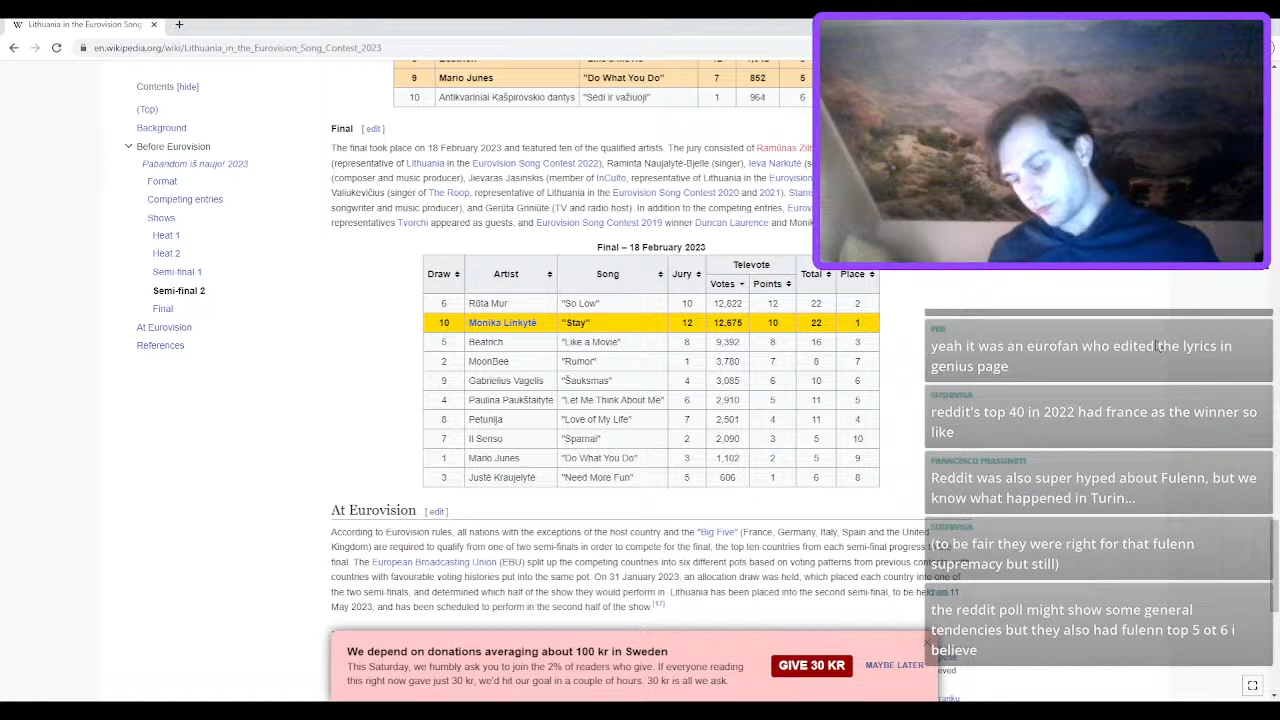 Lithuania in the Eurovision Song
en.wikipedia.org/wiki/Lithuania_in_the_Eurovision_Song_Contest_2023
Contents [hide]
(Top)
Background
Before Eurovision
Pabandom iš naujo! 2023
Format
Competing entries
Shows
Heat 1
Heat 2
Semi-final 1
Semi-final 2
Final
At Eurovision
References
9 Mario Junes "Do What You Do" 7 852 5
10 Antikvariniai Kašpirovskio dantys "Sėdi ir važiuoji" 1 964 6
Final [ edit ]
The final took place on 18 February 2023 and featured ten of the qualified artists. The jury consisted of Ramūnas
(representative of Lithuania in the Eurovision Song Contest 2022), Raminta Naujalytė-Bjelle (singer), Ieva Narkutė
(composer and music producer), Jievaras Jasinskis (member of InCulto, representative of Lithuania in the Eurovision
Valiukevičius (singer of The Roop, representative of Lithuania in the Eurovision Song Contest 2020 and 2021),
songwriter and music producer), and Gerūta Griniūtė (TV and radio host). In addition to the competing entries,
representatives Tvorchi appeared as guests, and Eurovision Song Contest 2019 winner Duncan Laurence and
Final – 18 February 2023
Draw Artist Song Jury Televote Total Place
Votes Points
6 Rūta Mur "So Low" 10 12,822 12 22 2
10 Monika Linkytė "Stay" 12 12,675 10 22 1
5 Beatrich "Like a Movie" 8 9,392 8 16 3
2 MoonBee "Rumor" 1 3,780 7 8 7
9 Gabrielius Vagelis "Šauksmas" 4 3,085 6 10 6
4 Paulina Paukštaitytė "Let Me Think About Me" 6 2,910 5 11 5
8 Petunija "Love of My Life" 7 2,501 4 11 4
7 Il Senso "Sparnai" 2 2,090 3 5 10
1 Mario Junes "Do What You Do" 3 1,102 2 5 9
3 Justė Kraujelytė "Need More Fun" 5 606 1 6 8
At Eurovision [ edit ]
According to Eurovision rules, all nations with the exceptions of the host country and the "Big Five" (France, Germany, Italy, Spain and the United
Kingdom) are required to qualify from one of two semi-finals in order to compete for the final, the top ten countries from each semi-final progress
final. The European Broadcasting Union (EBU) split up the competing countries into six different pots based on voting patterns from previous
countries with favourable voting histories put into the same pot. On 31 January 2023, an allocation draw was held, which placed each country into one of
the two semi-finals, and determined which half of the show they would perform in. Lithuania has been placed into the second semi-final, to be held on 11
May 2023, and has been scheduled to perform in the second half of the show.[17]
We depend on donations averaging about 100 kr in Sweden
This Saturday, we humbly ask you to join the 2% of readers who give. If everyone reading
this right now gave just 30 kr, we'd hit our goal in a couple of hours. 30 kr is all we ask.
GIVE 30 KR
MAYBE LATER
yeah it was an eurofan who edited the lyrics in
genius page
SUSHIVISA
reddit's top 40 in 2022 had france as the winner so
like
Reddit was also super hyped about Fulenn, but we
know what happened in Turin...
SUSHIVISA
(to be fair they were right for that fulenn
supremacy but still)
the reddit poll might show some general
tendencies but they also had fulenn top 5 ot 6 i
believe